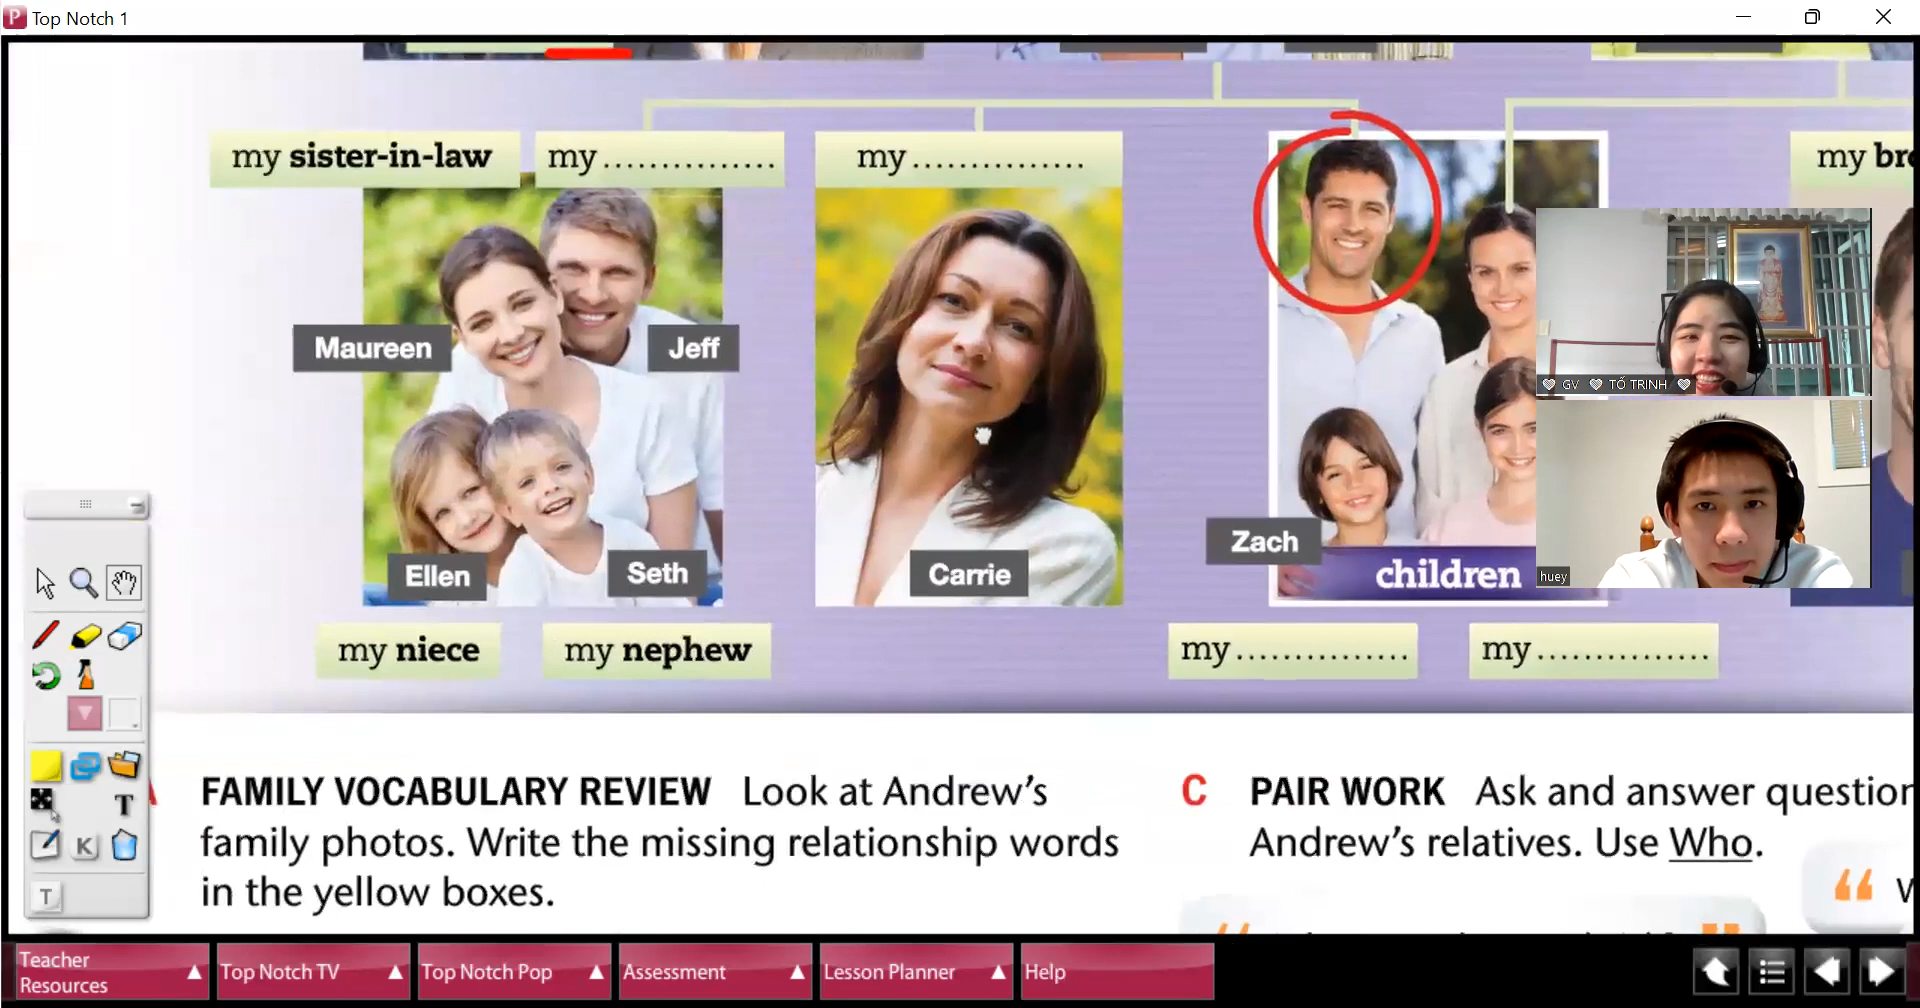 Top Notch 1
my sister-in-law
my..............
my..............
my bro
Maureen
Jeff
Ellen
Seth
Carrie
Zach
children
my niece
my nephew
my..............
my..............
GV TỐ TRINH
huey
FAMILY VOCABULARY REVIEW Look at Andrew's
family photos. Write the missing relationship words
in the yellow boxes.
C PAIR WORK Ask and answer question
Andrew's relatives. Use Who.
T
K
T
Teacher
Resources
Top Notch TV
Top Notch Pop
Assessment
Lesson Planner
Help